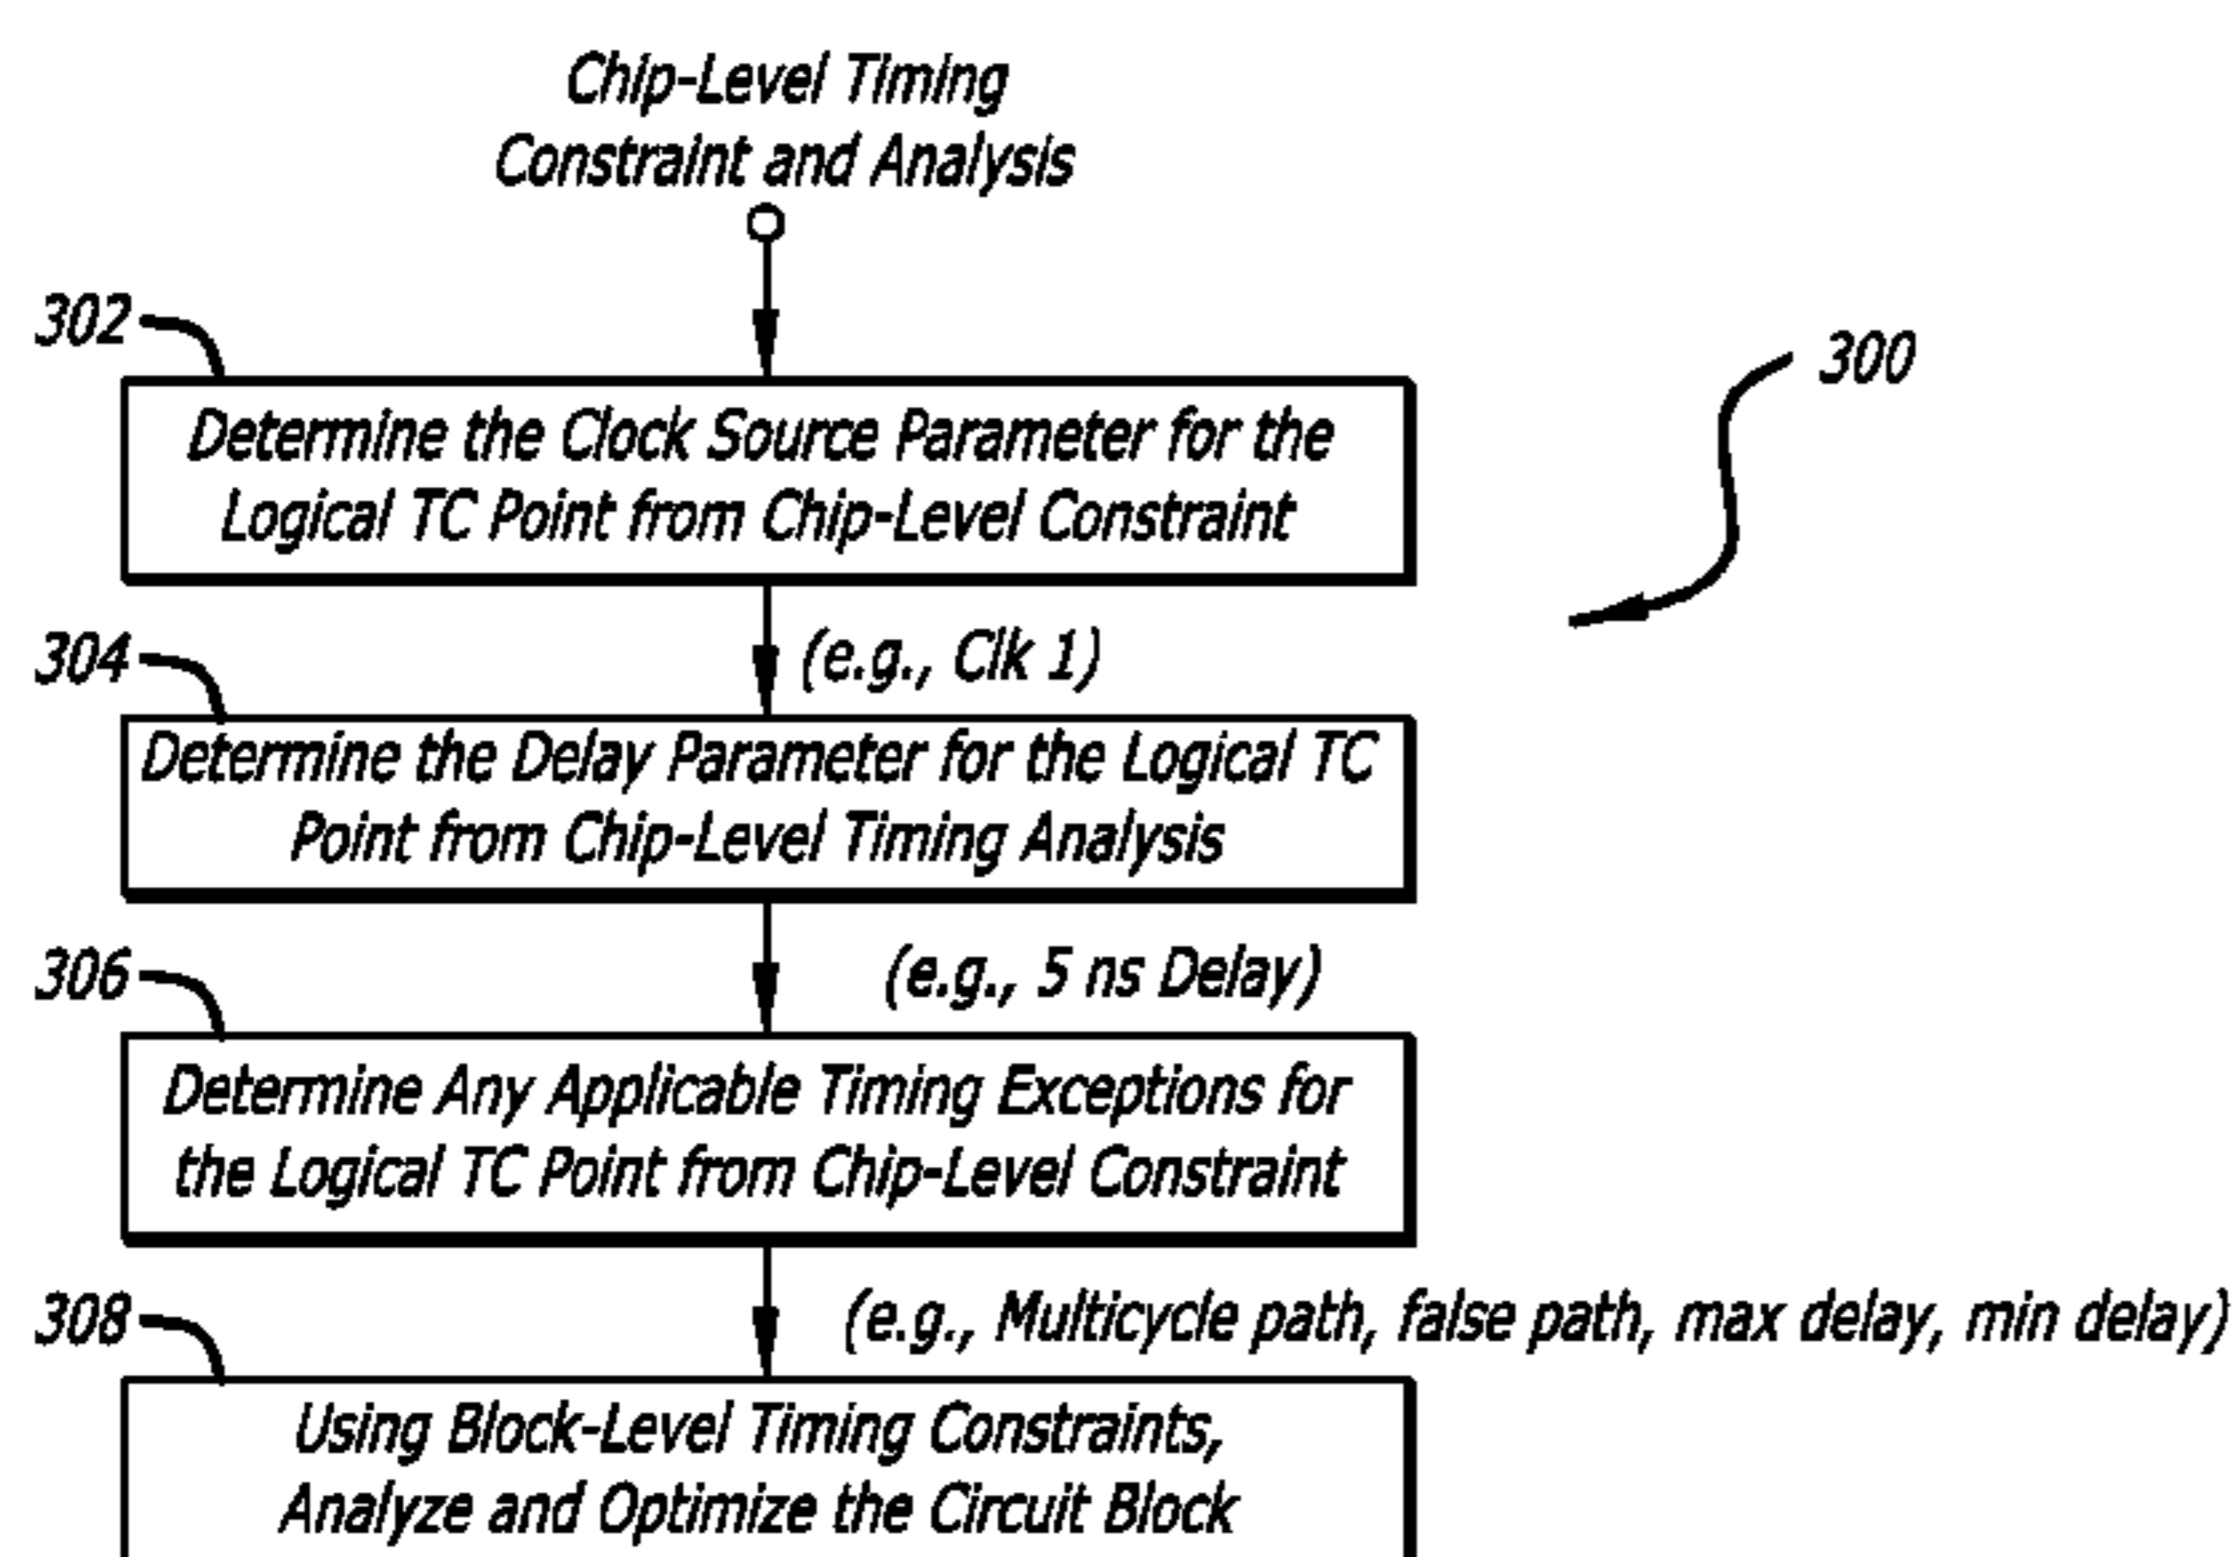 Chip-Level Timing
Constraint and Analysis
302
300
Determine the Clock Source Parameter for the
Logical TC Point from Chip-Level Constraint
(e.g., Clk 1)
304
Determine the Delay Parameter for the Logical TC
Point from Chip-Level Timing Analysis
(e.g., 5 ns Delay)
306
Determine Any Applicable Timing Exceptions for
the Logical TC Point from Chip-Level Constraint
(e.g., Multicycle path, false path, max delay, min delay)
308
Using Block-Level Timing Constraints,
Analyze and Optimize the Circuit Block